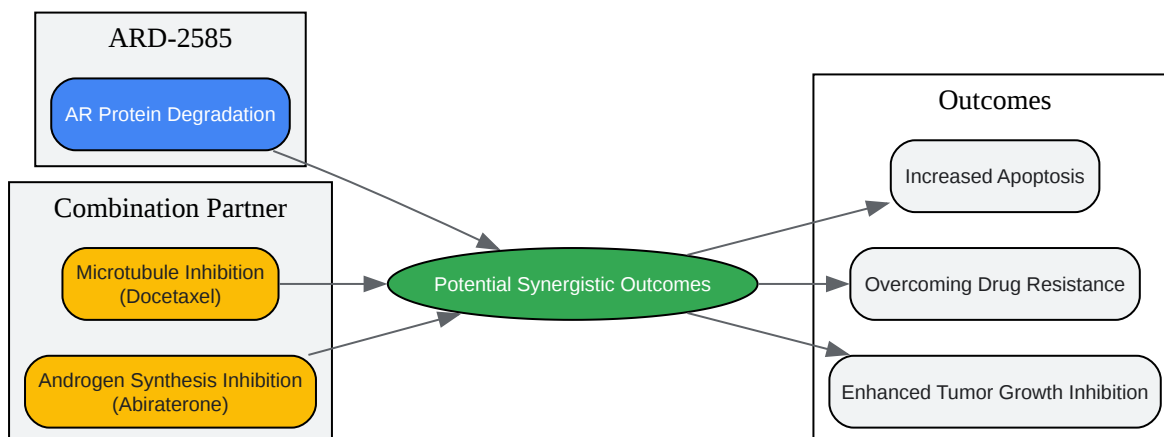 ARD-2585
AR Protein Degradation
Combination Partner
Microtubule Inhibition
(Docetaxel)
Androgen Synthesis Inhibition
(Abiraterone)
Potential Synergistic Outcomes
Outcomes
Increased Apoptosis
Overcoming Drug Resistance
Enhanced Tumor Growth Inhibition